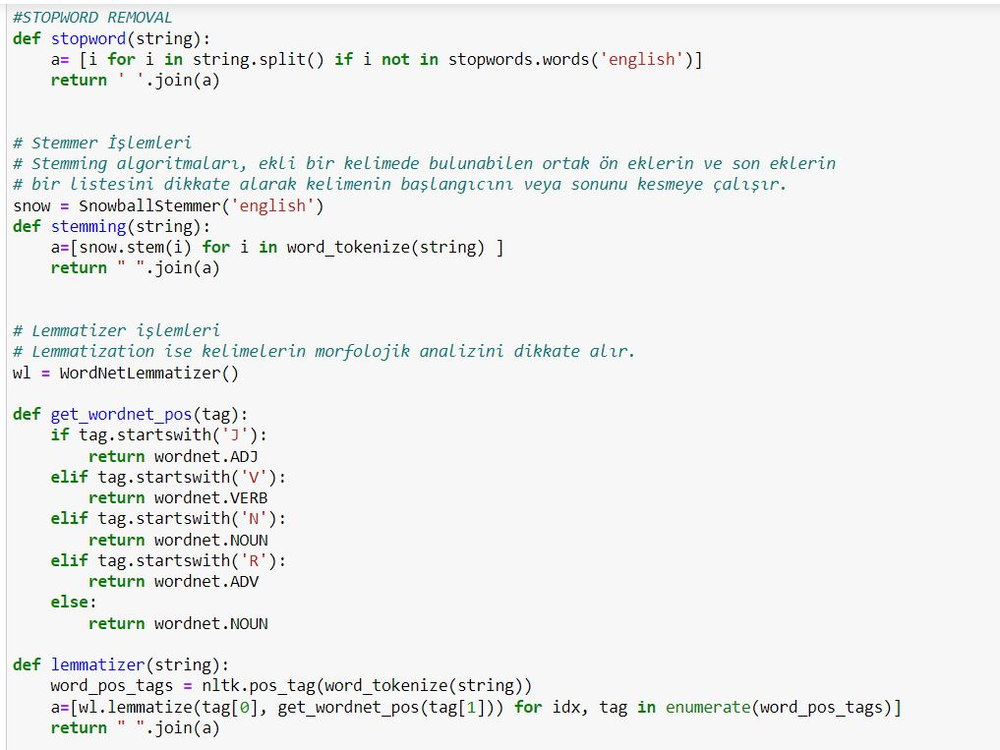 #STOPWORD REMOVAL
def stopword(string):
    a= [i for i in string.split() if i not in stopwords.words('english')]
    return ' '.join(a)
# Stemmer İşlemleri
# Stemming algoritmaları, ekli bir kelimede bulunabilen ortak ön eklerin ve son eklerin
# bir listesini dikkate alarak kelimenin başlangıcını veya sonunu kesmeye çalışır.
snow = SnowballStemmer('english')
def stemming(string):
    a=[snow.stem(i) for i in word_tokenize(string) ]
    return " ".join(a)
# Lemmatizer işlemleri
# Lemmatization ise kelimelerin morfolojik analizini dikkate alır.
wl = WordNetLemmatizer()
def get_wordnet_pos(tag):
    if tag.startswith('J'):
        return wordnet.ADJ
    elif tag.startswith('V'):
        return wordnet.VERB
    elif tag.startswith('N'):
        return wordnet.NOUN
    elif tag.startswith('R'):
        return wordnet.ADV
    else:
        return wordnet.NOUN
def lemmatizer(string):
    word_pos_tags = nltk.pos_tag(word_tokenize(string))
    a=[wl.lemmatize(tag[0], get_wordnet_pos(tag[1])) for idx, tag in enumerate(word_pos_tags)]
    return " ".join(a)